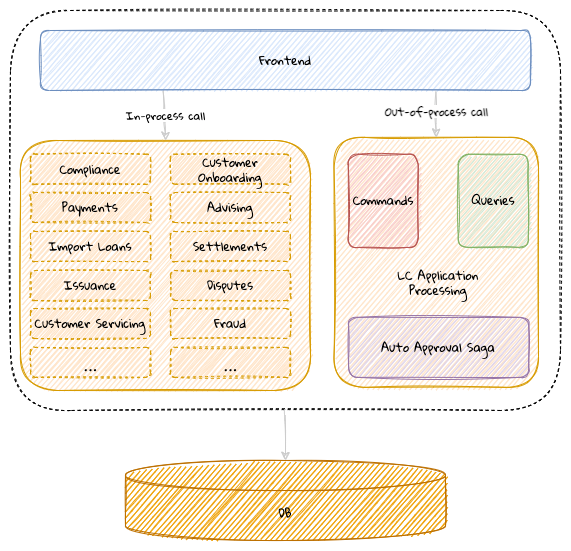 Frontend
In-process call
Out-of-process call
Compliance
Customer
Onboarding
Payments
Advising
Import Loans
Settlements
Issuance
Disputes
Customer Servicing
Fraud
...
...
Commands
Queries
LC Application
Processing
Auto Approval Saga
DB